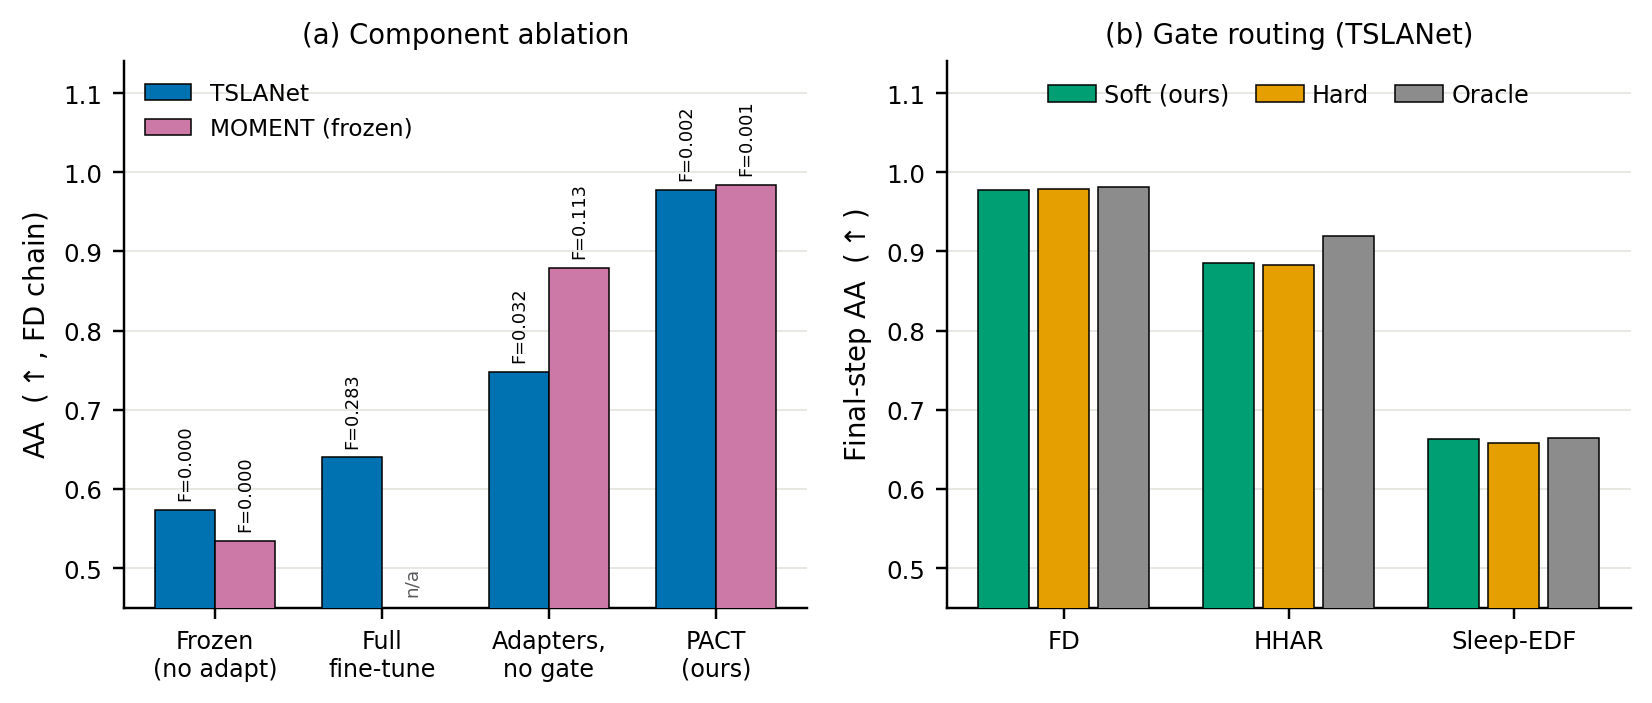 (a) Component ablation
AA ( ↑ , FD chain)
1.1
1.0
0.9
0.8
0.7
0.6
0.5
TSLANet
MOMENT (frozen)
F=0.000
F=0.000
F=0.283
n/a
F=0.032
F=0.113
F=0.002
F=0.001
Frozen
(no adapt)
Full
fine-tune
Adapters,
no gate
PACT
(ours)
(b) Gate routing (TSLANet)
Final-step AA ( ↑ )
1.1
1.0
0.9
0.8
0.7
0.6
0.5
Soft (ours)
Hard
Oracle
FD
HHAR
Sleep-EDF